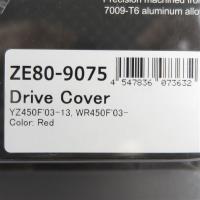 Precision machined from
7009-T6 aluminum alloy
ZE80-9075
4 547836 073632
Drive Cover
YZ450F'03-13, WR450F'03-
Color: Red